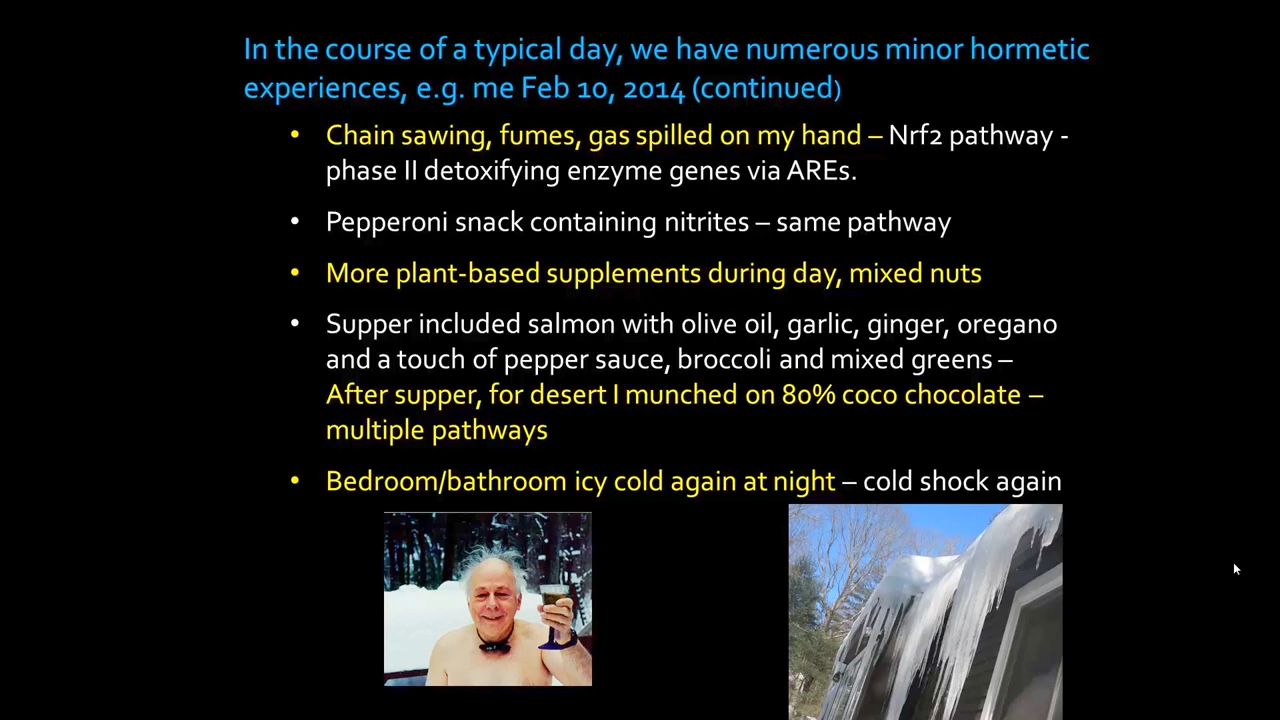 In the course of a typical day, we have numerous minor hormetic
experiences, e.g. me Feb 10, 2014 (continued)
• Chain sawing, fumes, gas spilled on my hand – Nrf2 pathway -
phase II detoxifying enzyme genes via AREs.
• Pepperoni snack containing nitrites – same pathway
• More plant-based supplements during day, mixed nuts
• Supper included salmon with olive oil, garlic, ginger, oregano
and a touch of pepper sauce, broccoli and mixed greens –
After supper, for desert I munched on 80% coco chocolate –
multiple pathways
• Bedroom/bathroom icy cold again at night – cold shock again